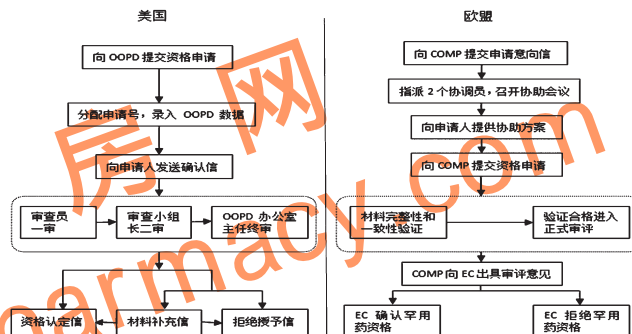 美国
向 OOPD 提交资格申请
分配申请号，录入 OOPD 数据
向申请人发送确认信
审查员
一审
审查小组
长二审
OOPD 办公室
主任终审
资格认定信
材料补充信
拒绝授予信
欧盟
向 COMP 提交申请意向信
指派 2 个协调员，召开协助会议
向申请人提供协助方案
向 COMP 提交资格申请
材料完整性和
一致性验证
验证合格进入
正式审评
COMP 向 EC 出具审评意见
EC 确认罕用
药资格
EC 拒绝罕用
药资格
房网
armacy.com